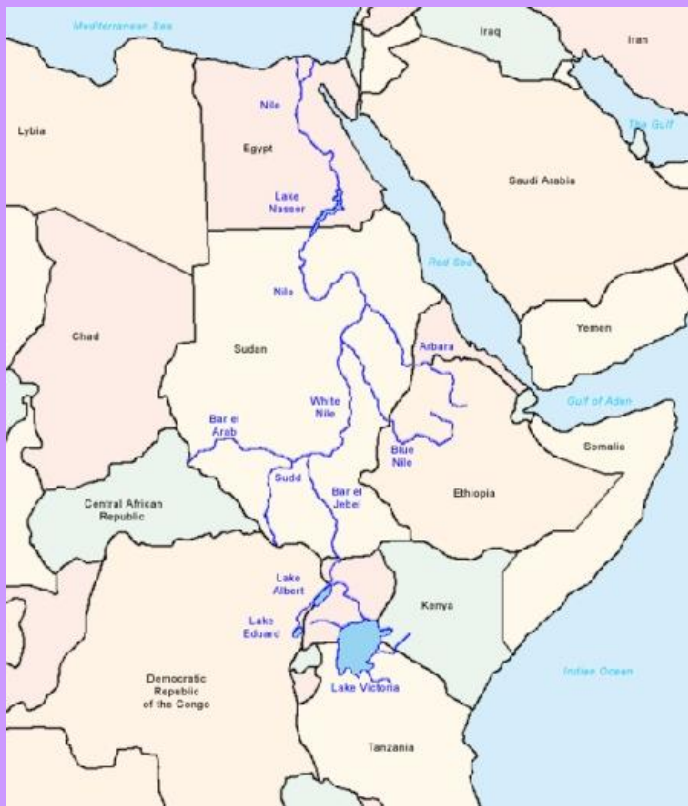 Mediterranean Sea
Iraq
Iran
Nile
Lybia
The Gulf
Egypt
Saudi Arabia
Lake
Nasser
Nile
Red Sea
Chad
Yemen
Sudan
Atbara
White
Nile
Gulf of Aden
Bar el
Arab
Somalia
Blue
Nile
Sudd
Bar el
Jebel
Ethiopia
Central African
Republic
Lake
Albert
Kenya
Lake
Eduard
Indian Ocean
Democratic
Republic
of the Congo
Lake Victoria
Tanzania